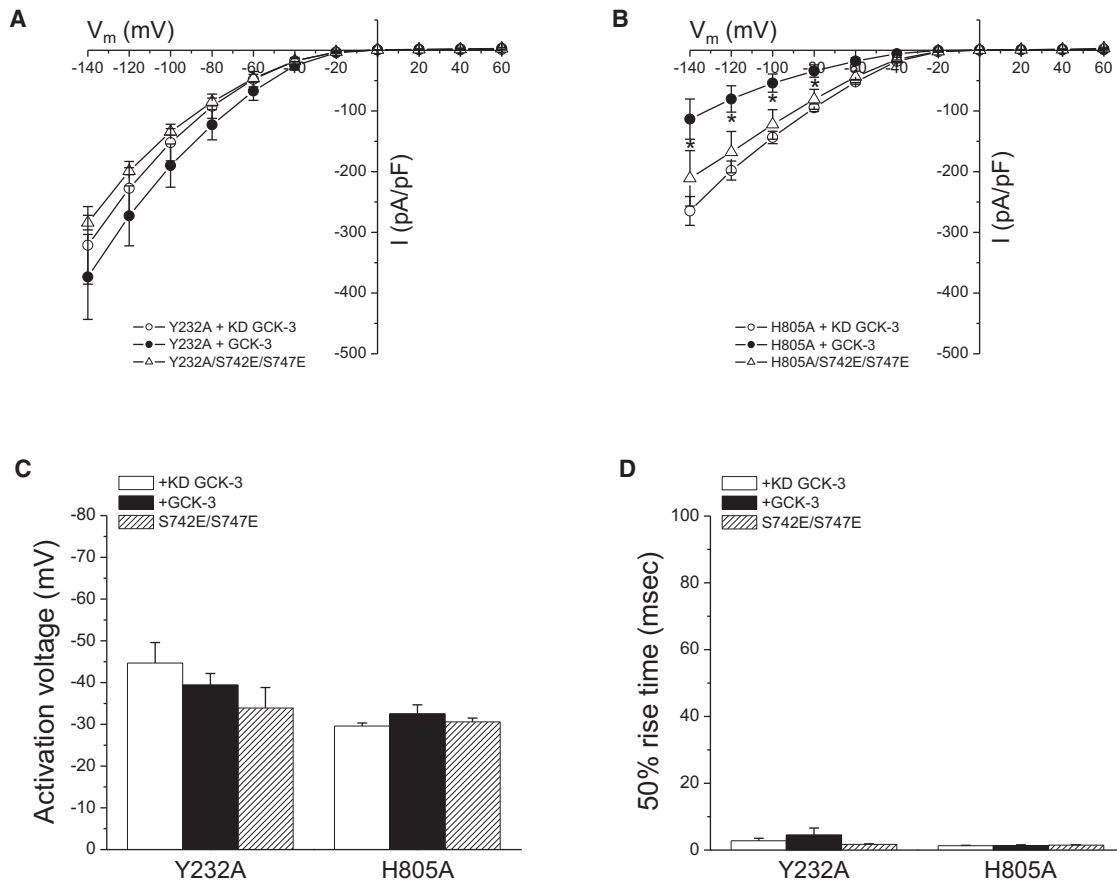 A
V_m (mV)
-140 -120 -100 -80 -60 -40 -20 20 40 60
-100
-200
-300
-400
-500
I (pA/pF)
Y232A + KD GCK-3
Y232A + GCK-3
Y232A/S742E/S747E
B
V_m (mV)
-140 -120 -100 -80 -60 -40 -20 20 40 60
* * * *
-100
-200
-300
-400
-500
I (pA/pF)
H805A + KD GCK-3
H805A + GCK-3
H805A/S742E/S747E
C
+KD GCK-3
+GCK-3
S742E/S747E
-80
-70
-60
-50
-40
-30
-20
-10
0
Activation voltage (mV)
Y232A H805A
D
+KD GCK-3
+GCK-3
S742E/S747E
100
80
60
40
20
0
50% rise time (msec)
Y232A H805A